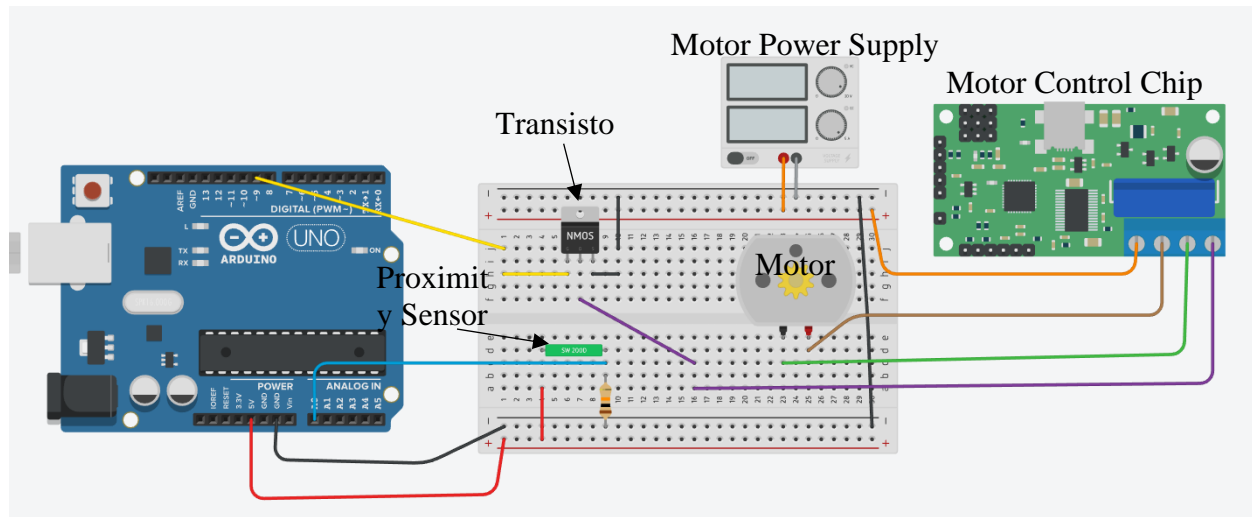 Motor Power Supply
Motor Control Chip
Transisto
OFF
AREF
GND
13
12
~11
~10
~9
8
7
~6
~5
4
~3
2
TX→1
RX←0
DIGITAL (PWM~)
L
TX
RX
UNO
ON
ARDUINO
NMOS
Motor
Proximit
y Sensor
SW 200D
POWER
ANALOG IN
IOREF
RESET
3.3V
5V
GND
GND
Vin
A0
A1
A2
A3
A4
A5